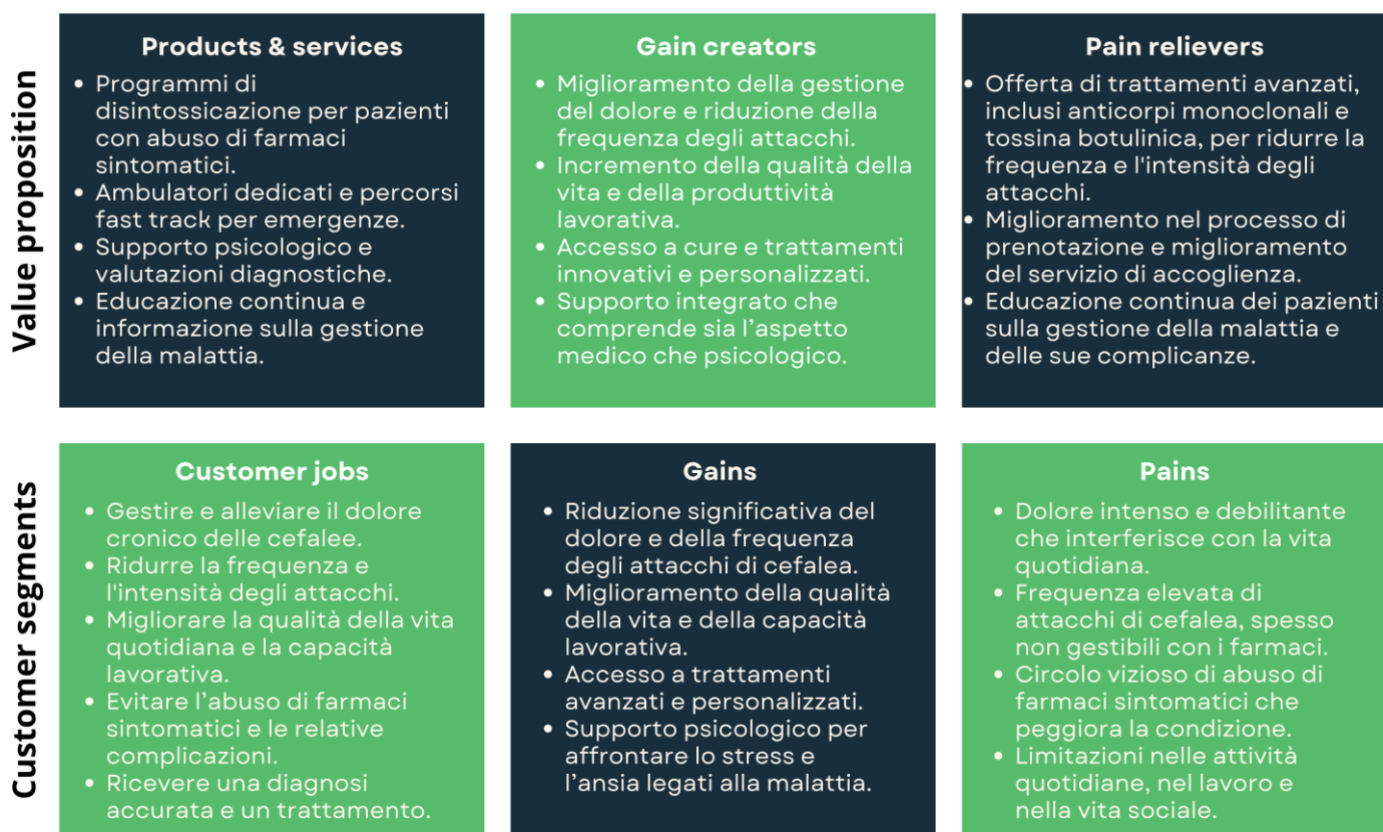 Value proposition
Products & services
• Programmi di
disintossicazione per pazienti
con abuso di farmaci
sintomatici.
• Ambulatori dedicati e percorsi
fast track per emergenze.
• Supporto psicologico e
valutazioni diagnostiche.
• Educazione continua e
informazione sulla gestione
della malattia.
Gain creators
• Miglioramento della gestione
del dolore e riduzione della
frequenza degli attacchi.
• Incremento della qualità della
vita e della produttività
lavorativa.
• Accesso a cure e trattamenti
innovativi e personalizzati.
• Supporto integrato che
comprende sia l’aspetto
medico che psicologico.
Pain relievers
• Offerta di trattamenti avanzati,
inclusi anticorpi monoclonali e
tossina botulinica, per ridurre la
frequenza e l'intensità degli
attacchi.
• Miglioramento nel processo di
prenotazione e miglioramento
del servizio di accoglienza.
• Educazione continua dei pazienti
sulla gestione della malattia e
delle sue complicanze.
Customer segments
Customer jobs
• Gestire e alleviare il dolore
cronico delle cefalee.
• Ridurre la frequenza e
l'intensità degli attacchi.
• Migliorare la qualità della vita
quotidiana e la capacità
lavorativa.
• Evitare l’abuso di farmaci
sintomatici e le relative
complicazioni.
• Ricevere una diagnosi
accurata e un trattamento.
Gains
• Riduzione significativa del
dolore e della frequenza
degli attacchi di cefalea.
• Miglioramento della qualità
della vita e della capacità
lavorativa.
• Accesso a trattamenti
avanzati e personalizzati.
• Supporto psicologico per
affrontare lo stress e
l’ansia legati alla malattia.
Pains
• Dolore intenso e debilitante
che interferisce con la vita
quotidiana.
• Frequenza elevata di
attacchi di cefalea, spesso
non gestibili con i farmaci.
• Circolo vizioso di abuso di
farmaci sintomatici che
peggiora la condizione.
• Limitazioni nelle attività
quotidiane, nel lavoro e
nella vita sociale.